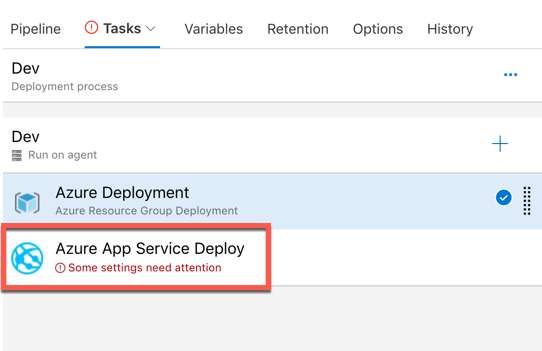 Pipeline Tasks Variables Retention Options History
Dev
Deployment process
Dev
Run on agent
Azure Deployment
Azure Resource Group Deployment
Azure App Service Deploy
Some settings need attention